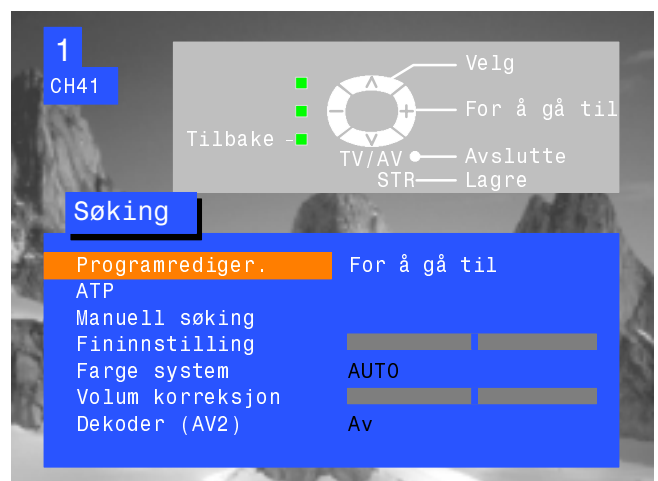 1
CH41
Velg
For å gå til
Tilbake
TV/AV Avslutte
STR Lagre
Søking
Programrediger. For å gå til
ATP
Manuell søking
Fininnstilling
Farge system AUTO
Volum korreksjon
Dekoder (AV2) Av